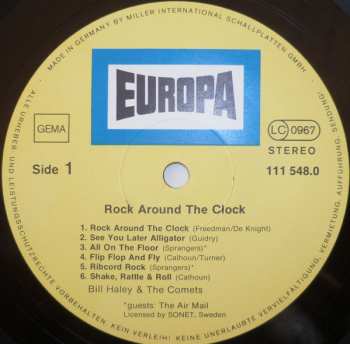 MADE IN GERMANY BY MILLER INTERNATIONAL SCHALLPLATTEN GMBH
EUROPA
GEMA
LC 0967
STEREO
Side 1
111 548.0
Rock Around The Clock
1. Rock Around The Clock (Freedman/De Knight)
2. See You Later Alligator (Guidry)
3. All On The Floor (Sprangers)*
4. Flip Flop And Fly (Calhoun/Turner)
5. Ribcord Rock (Sprangers)*
6. Shake, Rattle & Roll (Calhoun)
Bill Haley & The Comets
*guests: The Air Mail
Licensed by SONET, Sweden
ALLE URHEBER- UND LEISTUNGSSCHUTZRECHTE VORBEHALTEN. KEIN VERLEIH! KEINE UNERLAUBTE VERVIELFÄLTIGUNG, VERMIETUNG, AUFFÜHRUNG, SENDUNG!